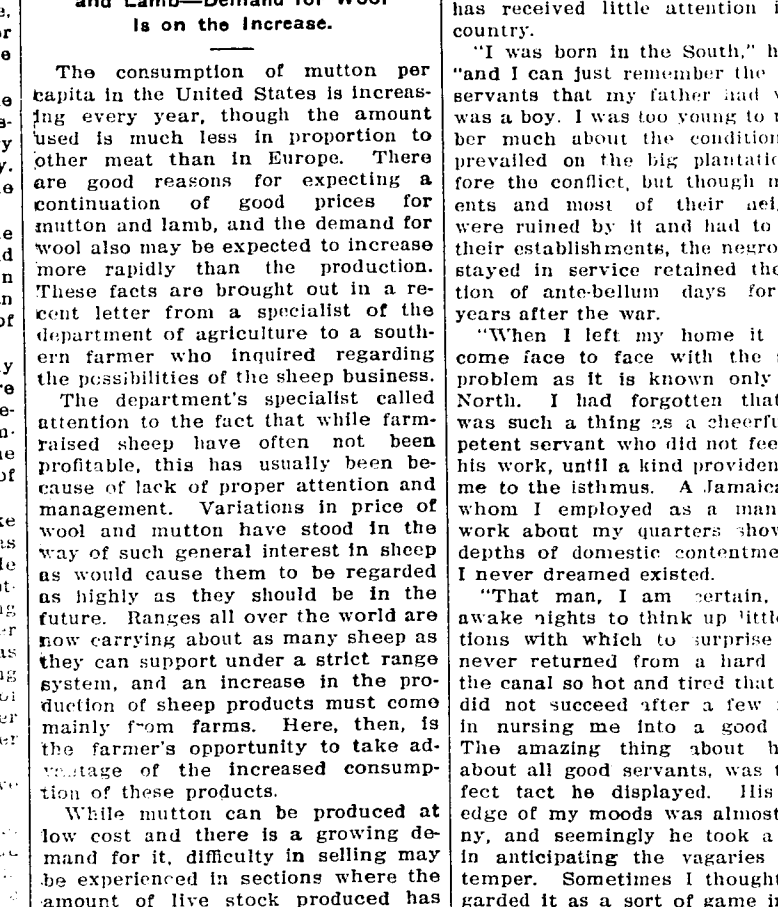 and Lamb—Demand for Wool
Is on the Increase.
The consumption of mutton per
capita in the United States is increas-
ing every year, though the amount
used is much less in proportion to
other meat than in Europe. There
are good reasons for expecting a
continuation of good prices for
mutton and lamb, and the demand for
wool also may be expected to increase
more rapidly than the production.
These facts are brought out in a re-
cent letter from a specialist of the
department of agriculture to a south-
ern farmer who inquired regarding
the possibilities of the sheep business.
The department's specialist called
attention to the fact that while farm-
raised sheep have often not been
profitable, this has usually been be-
cause of lack of proper attention and
management. Variations in price of
wool and mutton have stood in the
way of such general interest in sheep
as would cause them to be regarded
as highly as they should be in the
future. Ranges all over the world are
now carrying about as many sheep as
they can support under a strict range
system, and an increase in the pro-
duction of sheep products must come
mainly from farms. Here, then, is
the farmer's opportunity to take ad-
vantage of the increased consump-
tion of these products.
While mutton can be produced at
low cost and there is a growing de-
mand for it, difficulty in selling may
be experienced in sections where the
amount of live stock produced has
has received little attention
country.
"I was born in the South," h
"and I can just remember the
servants that my father had
was a boy. I was too young to
ber much about the condition
prevailed on the big plantatio
fore the conflict, but though
ents and most of their nei
were ruined by it and had to
their establishments, the negro
stayed in service retained the
tion of ante-bellum days for
years after the war.
"When I left my home it
come face to face with the
problem as it is known only
North. I had forgotten that
was such a thing as a cheerfu
petent servant who did not fee
his work, until a kind providen
me to the isthmus. A Jamaica
whom I employed as a man
work about my quarters show
depths of domestic contentme
I never dreamed existed.
"That man, I am certain,
awake nights to think up little
tions with which to surprise
never returned from a hard
the canal so hot and tired that
did not succeed after a few
in nursing me into a good
The amazing thing about h
about all good servants, was
fect tact he displayed. His
edge of my moods was almost
ny, and seemingly he took a
in anticipating the vagaries
temper. Sometimes I thought
garded it as a sort of game i